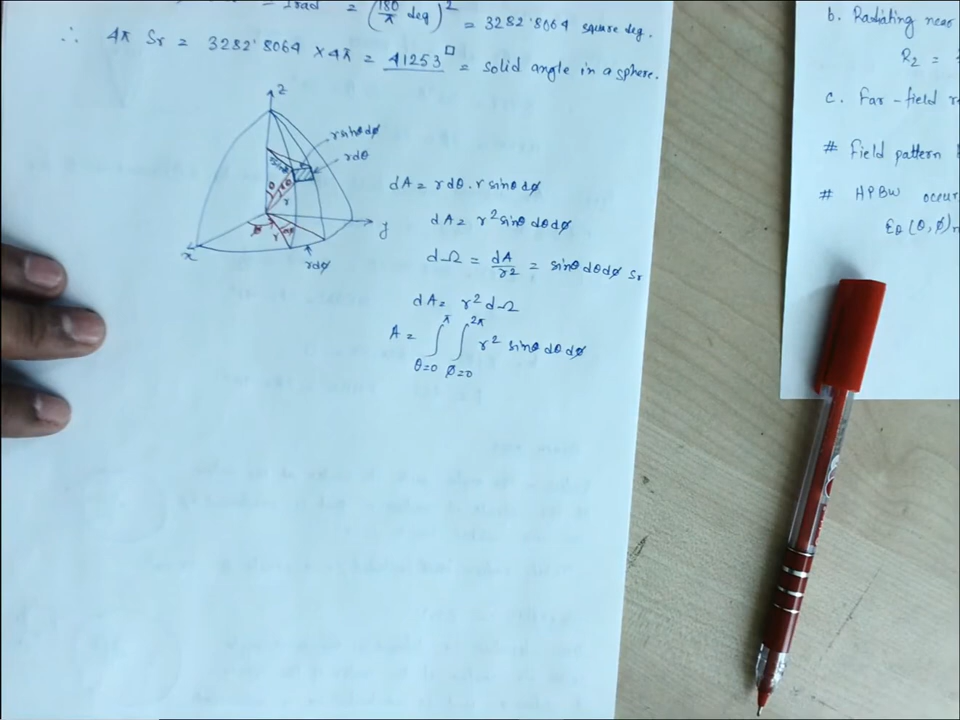 = 1rad = (180/π deg)² = 3282.8064 square deg.
∴ 4π Sr = 3282.8064 × 4π = 41253□ = solid angle in a sphere.
z
r sinθ dφ
r dθ
θ
dθ
r
y
φ
r
dφ
x
rdφ
dA = rdθ. r sinθ dφ
dA = r² sinθ dθ dφ
dΩ = dA/r² = sinθ dθ dφ Sr
dA = r² dΩ
A = ∫θ=0^π ∫φ=0^2π r² sinθ dθ dφ
b. Radiating near
R₂ =
c. Far-field
# Field pattern
# HPBW occur
Eθ(θ, φ)